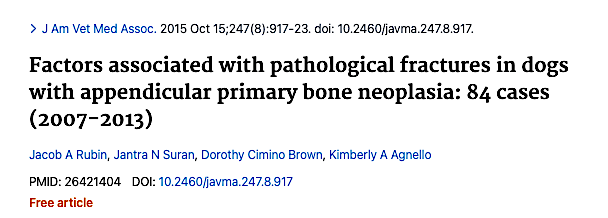 J Am Vet Med Assoc. 2015 Oct 15;247(8):917-23. doi: 10.2460/javma.247.8.917.
Factors associated with pathological fractures in dogs
with appendicular primary bone neoplasia: 84 cases
(2007-2013)
Jacob A Rubin, Jantra N Suran, Dorothy Cimino Brown, Kimberly A Agnello
PMID: 26421404 DOI: 10.2460/javma.247.8.917
Free article